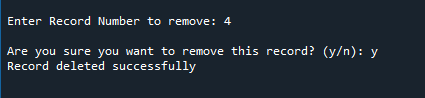 Enter Record Number to remove: 4
Are you sure you want to remove this record? (y/n): y
Record deleted successfully